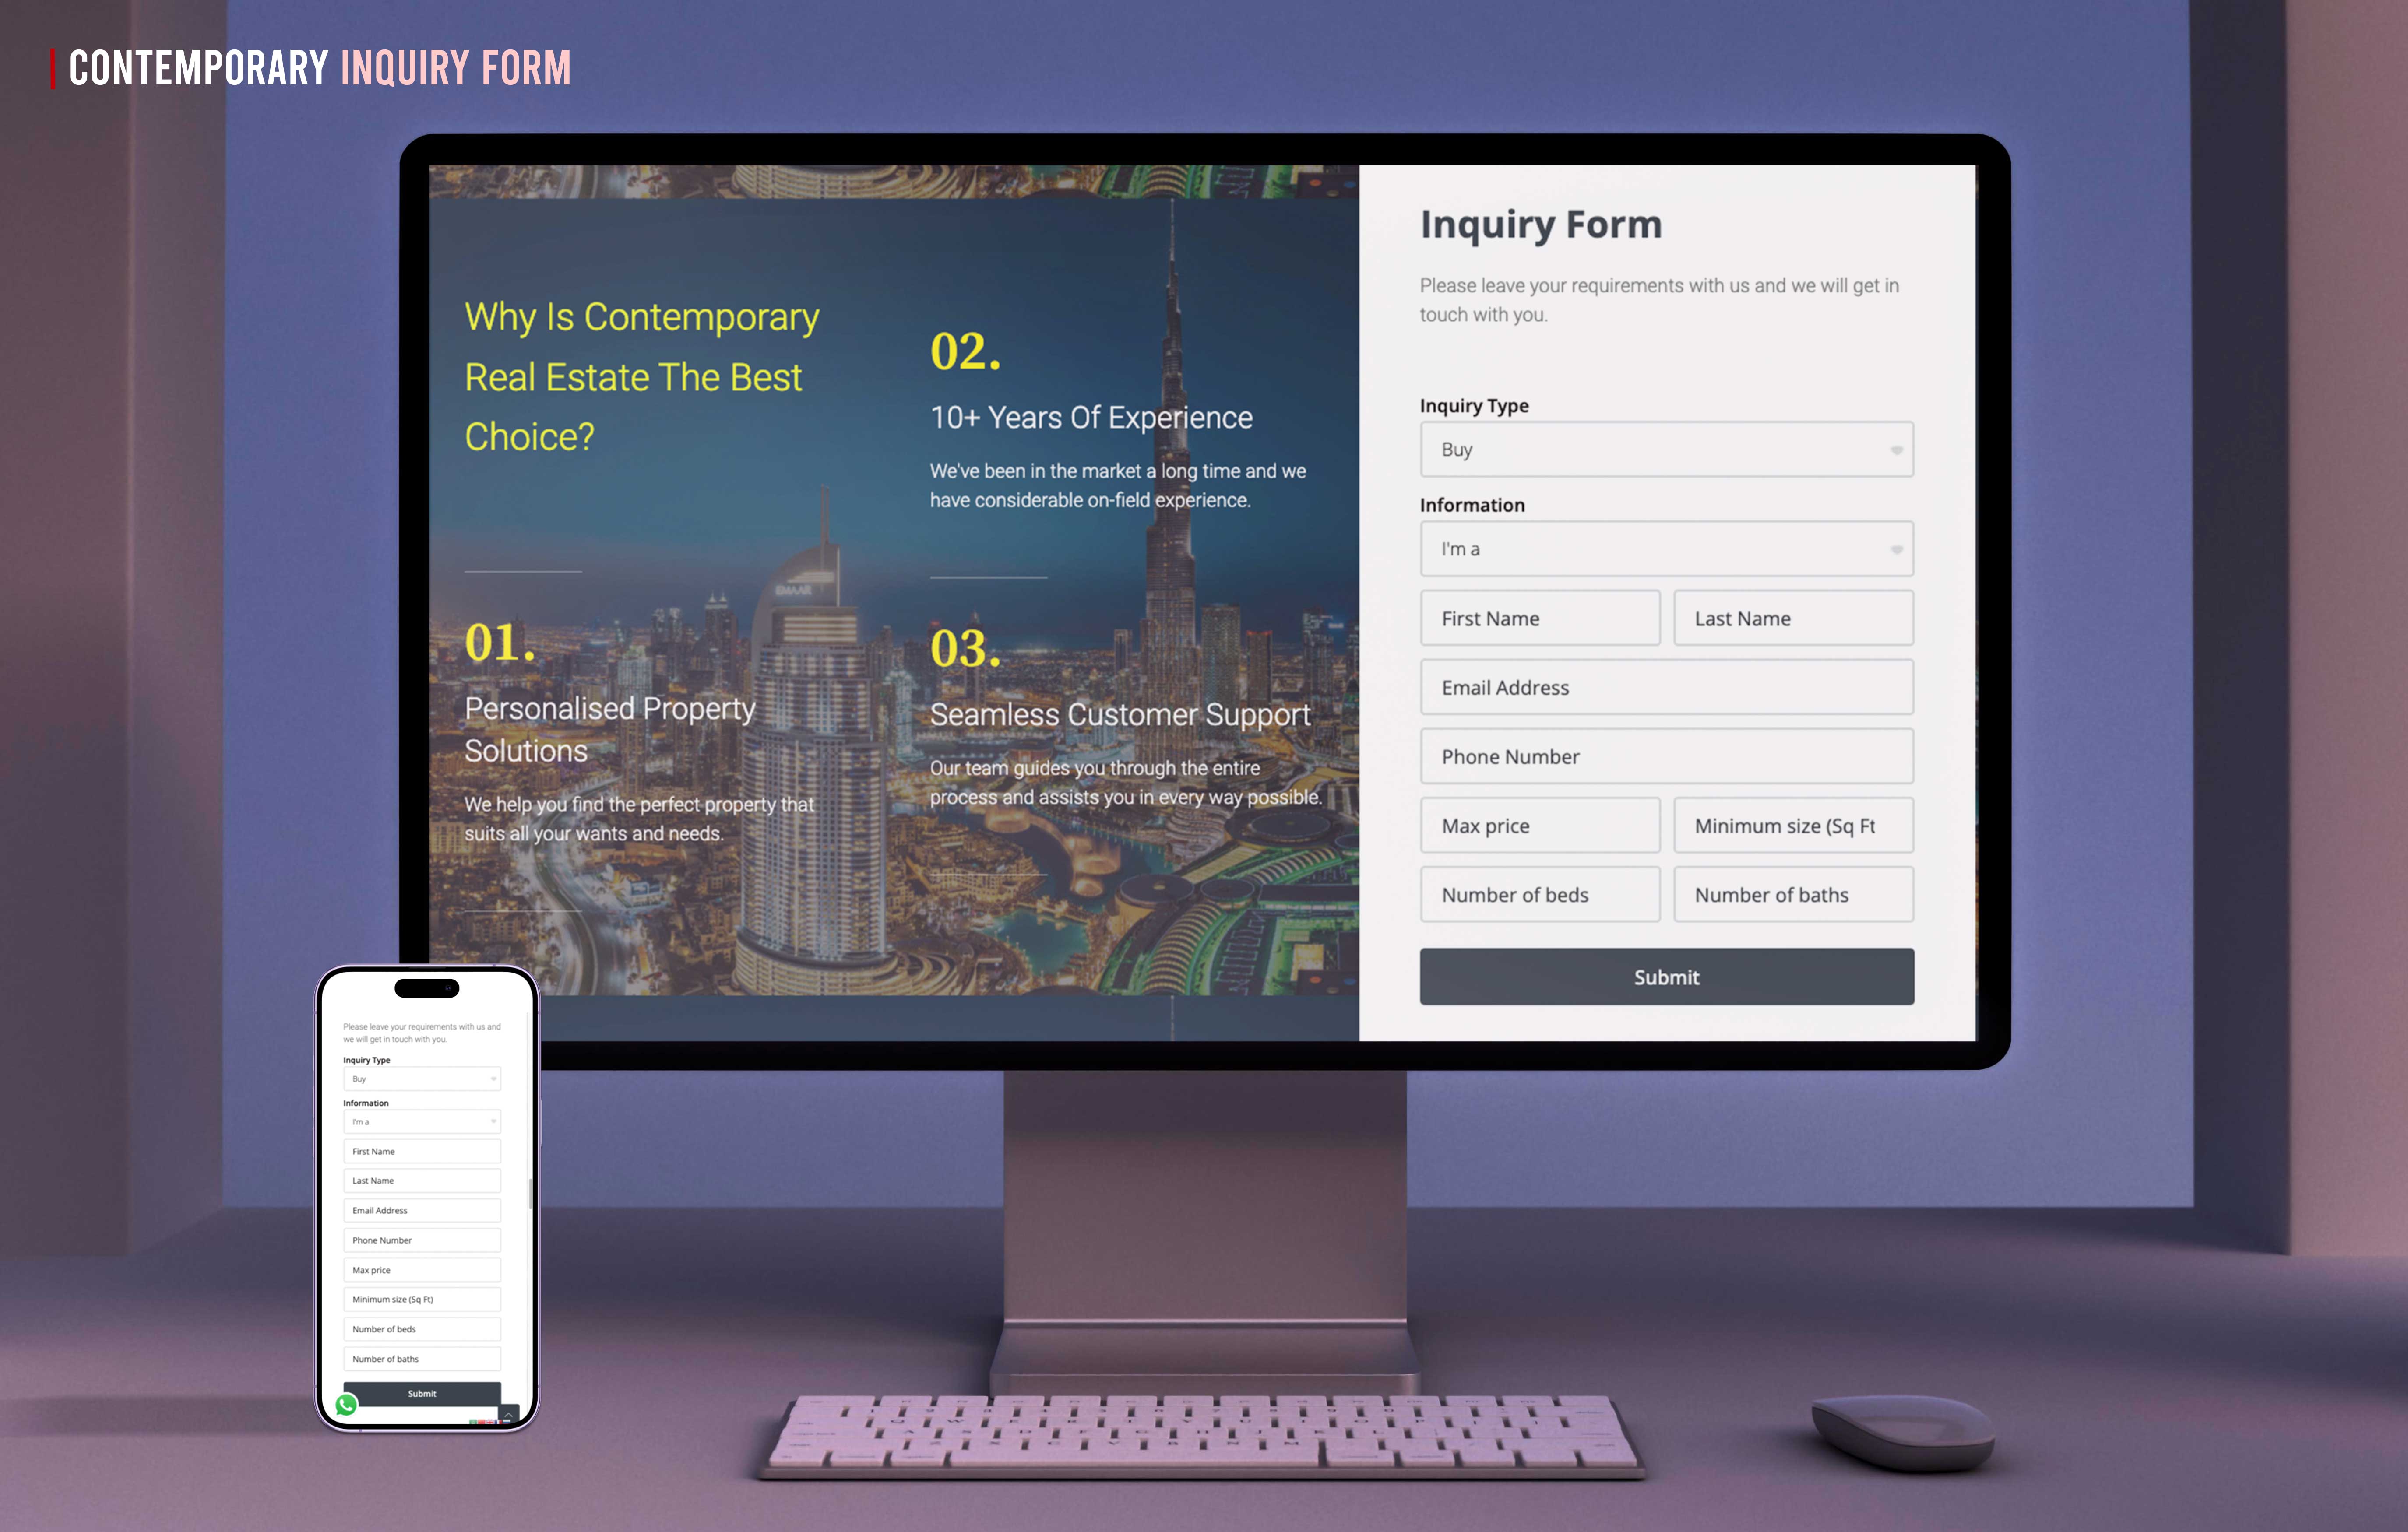 CONTEMPORARY INQUIRY FORM
Why Is Contemporary
Real Estate The Best
Choice?
01.
Personalised Property
Solutions
We help you find the perfect property that
suits all your wants and needs.
02.
10+ Years Of Experience
We've been in the market a long time and we
have considerable on-field experience.
03.
Seamless Customer Support
Our team guides you through the entire
process and assists you in every way possible.
EMAAR
Inquiry Form
Please leave your requirements with us and we will get in
touch with you.
Inquiry Type
Buy
Information
I'm a
First Name
Last Name
Email Address
Phone Number
Max price
Minimum size (Sq Ft
Number of beds
Number of baths
Submit
Please leave your requirements with us and
we will get in touch with you.
Inquiry Type
Buy
Information
I'm a
First Name
Last Name
Email Address
Phone Number
Max price
Minimum size (Sq Ft)
Number of beds
Number of baths
Submit